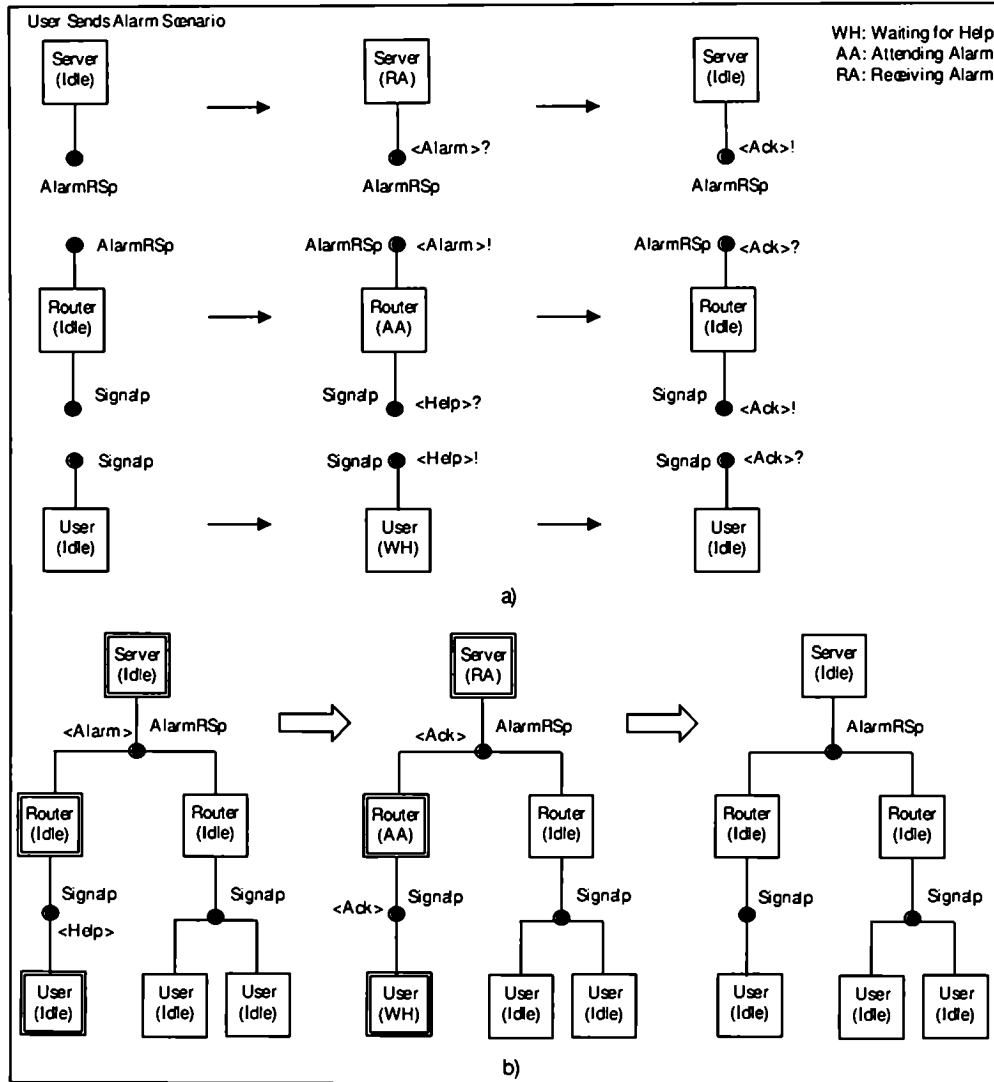 User Sends Alarm Scenario
WH: Waiting for Help
AA: Attending Alarm
RA: Receiving Alarm
Server
(Idle)
Server
(RA)
Server
(Idle)
<Alarm>?
<Ack>!
AlarmRSp
AlarmRSp
AlarmRSp
AlarmRSp
AlarmRSp
<Alarm>!
AlarmRSp
<Ack>?
Router
(Idle)
Router
(AA)
Router
(Idle)
Signalp
Signalp
<Help>?
Signalp
<Ack>!
Signalp
Signalp
<Help>!
Signalp
<Ack>?
User
(Idle)
User
(WH)
User
(Idle)
a)
Server
(Idle)
Server
(RA)
Server
(Idle)
<Alarm>
AlarmRSp
<Ack>
AlarmRSp
AlarmRSp
Router
(Idle)
Router
(Idle)
Router
(AA)
Router
(Idle)
Router
(Idle)
Router
(Idle)
Signalp
Signalp
Signalp
Signalp
Signalp
Signalp
<Help>
<Ack>
User
(Idle)
User
(Idle)
User
(Idle)
User
(WH)
User
(Idle)
User
(Idle)
User
(Idle)
User
(Idle)
User
(Idle)
b)